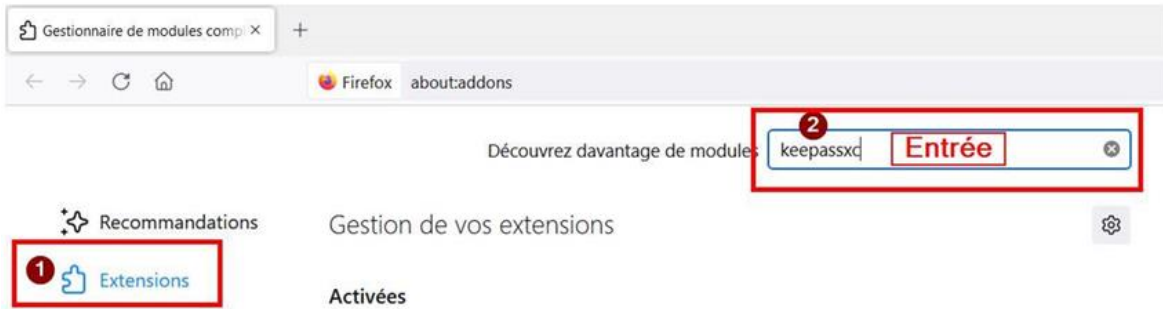 Gestionnaire de modules comp
Firefox about:addons
2
Découvrez davantage de modules keepassxc Entrée
Recommandations Gestion de vos extensions
1 Extensions
Activées